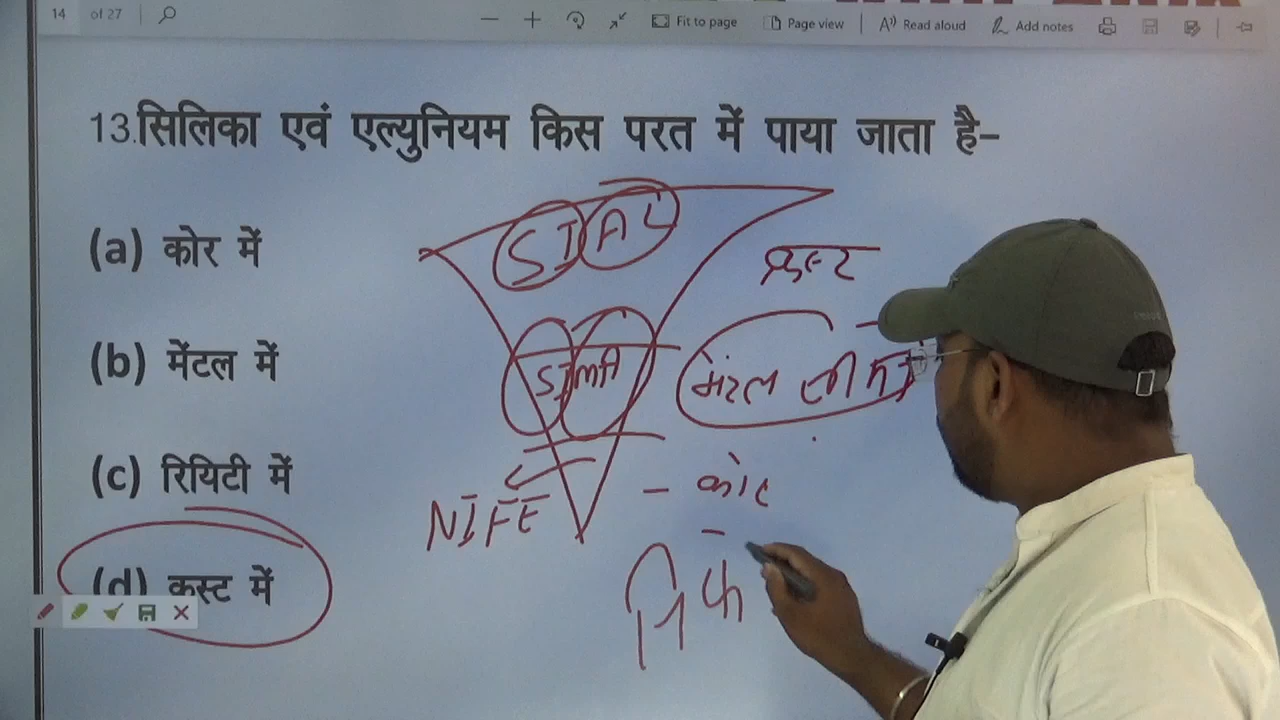 14 of 27 Fit to page Page view Read aloud Add notes
13.सिलिका एवं एल्युनियम किस परत में पाया जाता है–
SIAL
(a) कोर में
क्रस्ट
(b) मेंटल में
SIMA
मेंटल सीमा
(c) रियिटी में
- कोर
NIFE
(d) कस्ट में
निफे